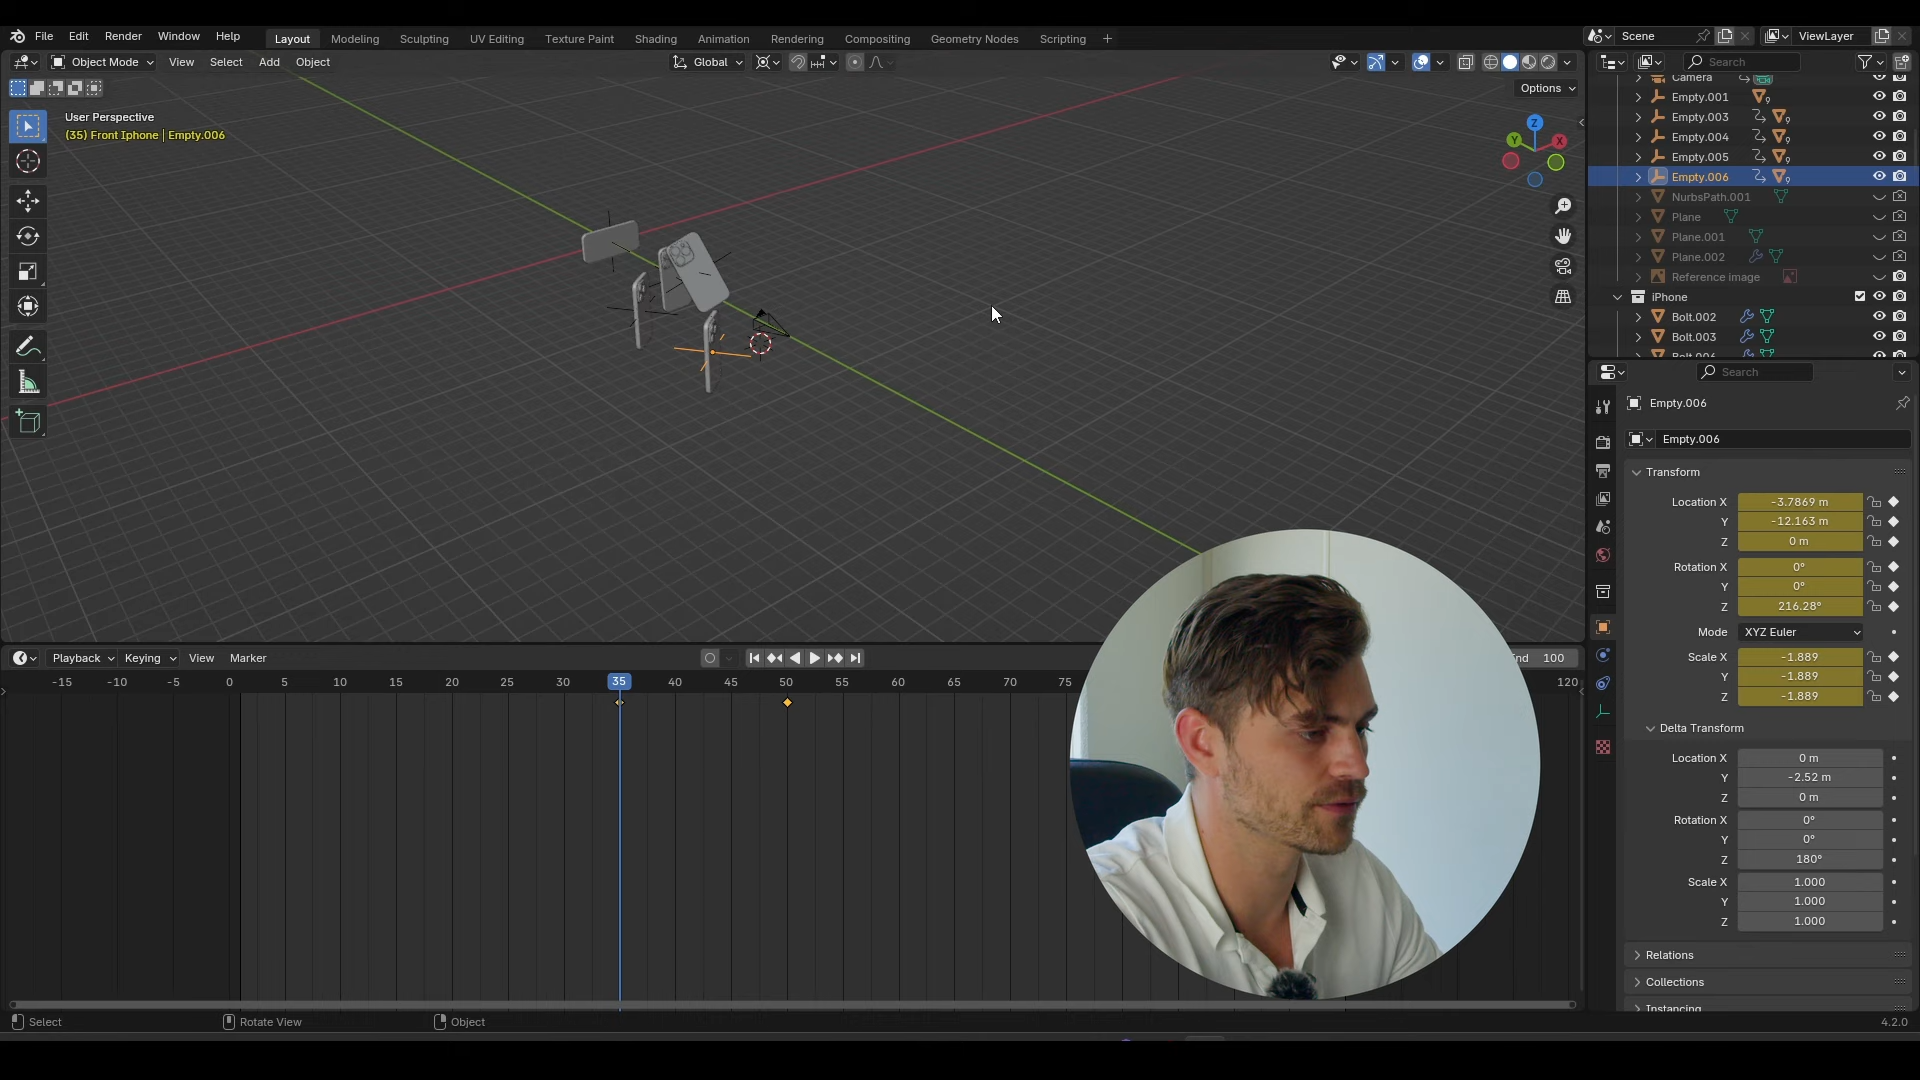 File Edit Render Window Help Layout Modeling Sculpting UV Editing Texture Paint Shading Animation Rendering Compositing Geometry Nodes Scripting + Scene ViewLayer
Object Mode View Select Add Object Global Search
Options
User Perspective
(35) Front Iphone | Empty.006
Z
Y
X
Camera
Empty.001
Empty.003
Empty.004
Empty.005
Empty.006
NurbsPath.001
Plane
Plane.001
Plane.002
Reference image
iPhone
Bolt.002
Bolt.003
Search
Empty.006
Empty.006
Transform
Location X -3.7869 m
Y -12.163 m
Z 0 m
Rotation X 0°
Y 0°
Z 216.28°
Mode XYZ Euler
Scale X -1.889
Y -1.889
Z -1.889
Delta Transform
Location X 0 m
Y -2.52 m
Z 0 m
Rotation X 0°
Y 0°
Z 180°
Scale X 1.000
Y 1.000
Z 1.000
Relations
Collections
Instancing
Playback Keying View Marker nd 100
-15 -10 -5 0 5 10 15 20 25 30 35 40 45 50 55 60 65 70 75 120
Select Rotate View Object 4.2.0